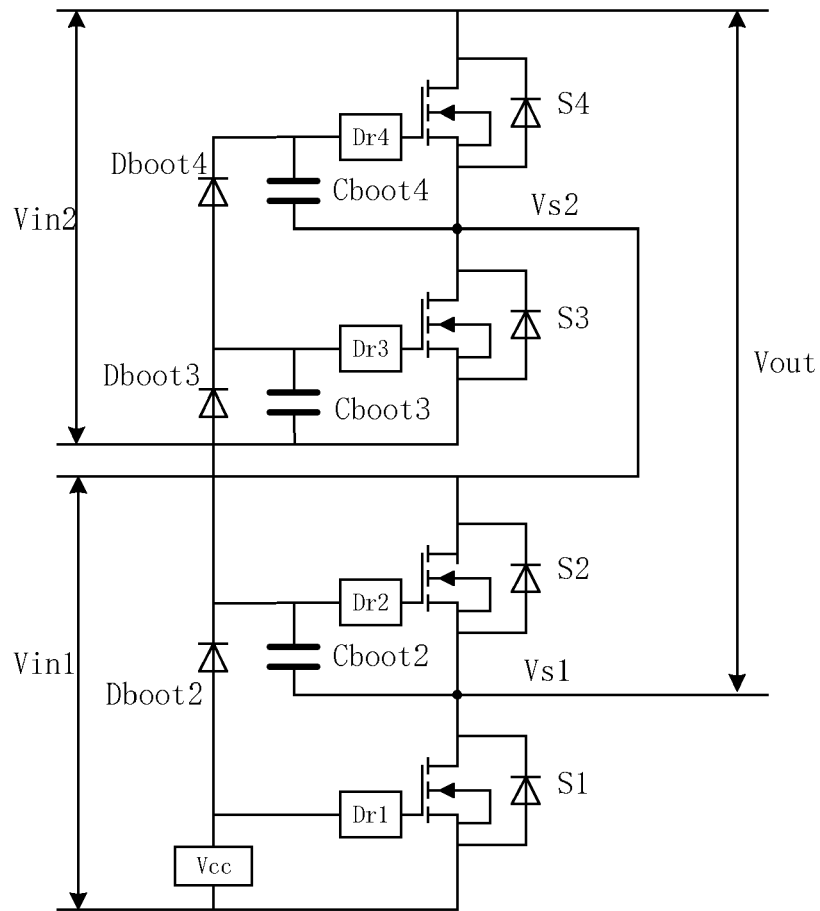 S4
Dr4
Dboot4
Cboot4
Vin2
Vs2
S3
Dr3
Dboot3
Cboot3
Vout
S2
Dr2
Cboot2
Vin1
Dboot2
Vs1
S1
Dr1
Vcc